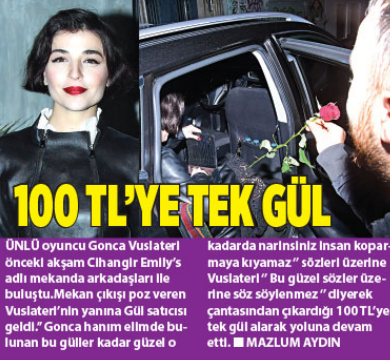 100 TL'YE TEK GÜL
ÜNLÜ oyuncu Gonca Vuslateri
önceki akşam Cihangir Emily's
adlı mekanda arkadaşları ile
buluştu.Mekan çıkışı poz veren
Vuslateri'nin yanına Gül satıcısı
geldi." Gonca hanım elimde bu-
lunan bu güller kadar güzel o
kadarda narinsiniz insan kopar-
maya kıyamaz" sözleri üzerine
Vuslateri " Bu güzel sözler üze-
rine söz söylenmez " diyerek
çantasından çıkardığı 100 TL'ye
tek gül alarak yoluna devam
etti. ■ MAZLUM AYDIN